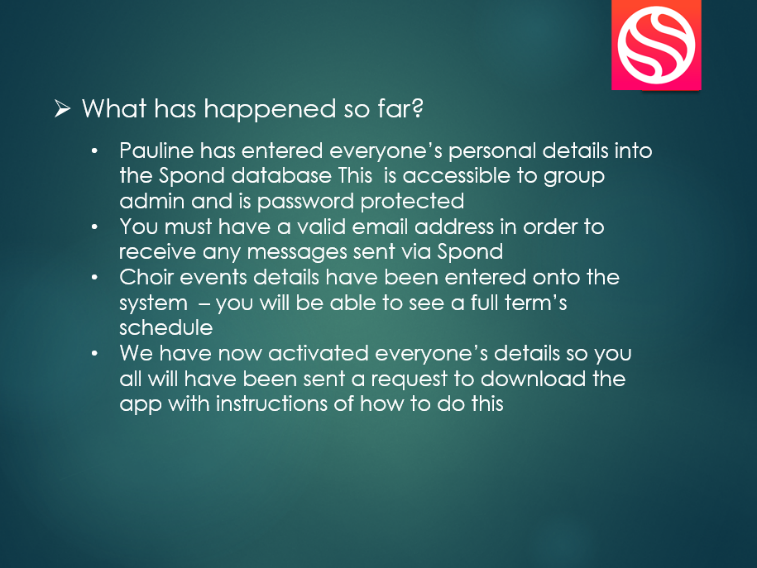 ➢ What has happened so far?
• Pauline has entered everyone's personal details into
the Spond database This  is accessible to group
admin and is password protected
• You must have a valid email address in order to
receive any messages sent via Spond
• Choir events details have been entered onto the
system  – you will be able to see a full term's
schedule
• We have now activated everyone's details so you
all will have been sent a request to download the
app with instructions of how to do this